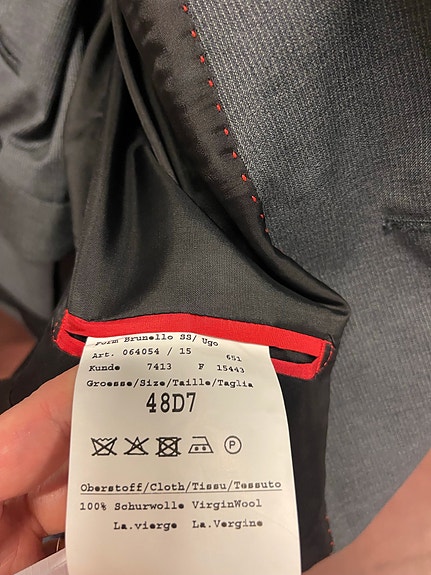 Form Brunello SS/ Ugo
Art. 064054 / 15 651
Kunde 7413 F 15443
Groesse/Size/Taille/Taglia
48D7
P
Oberstoff/Cloth/Tissu/Tessuto
100% Schurwolle VirginWool
La.vierge La.Vergine